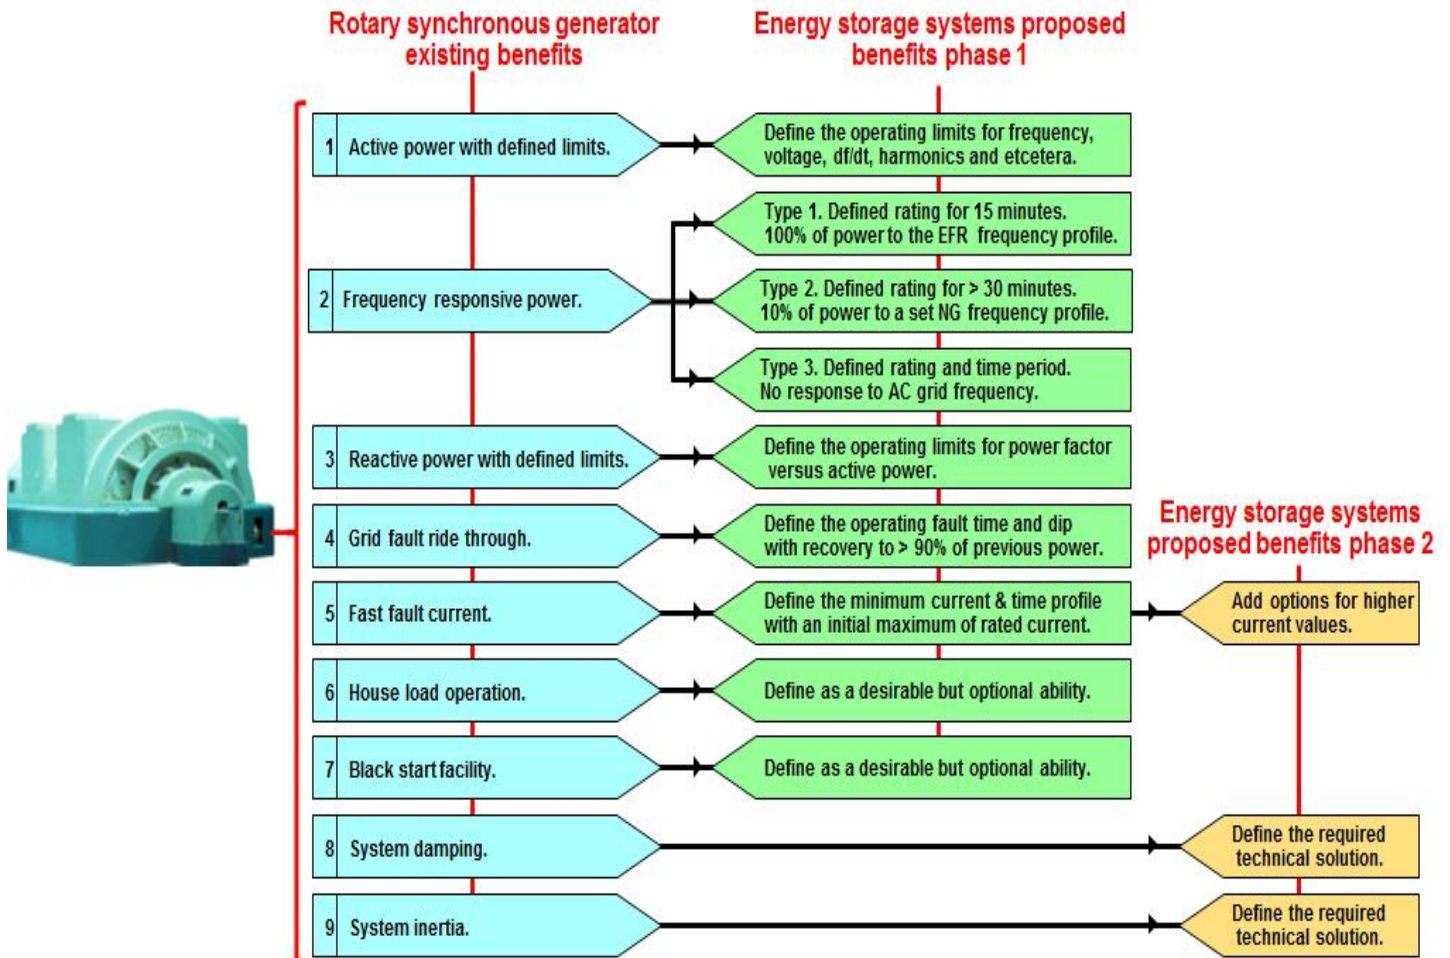 Rotary synchronous generator
existing benefits
Energy storage systems proposed
benefits phase 1
1 Active power with defined limits.
Define the operating limits for frequency,
voltage, df/dt, harmonics and etcetera.
Type 1. Defined rating for 15 minutes.
100% of power to the EFR frequency profile.
2 Frequency responsive power.
Type 2. Defined rating for > 30 minutes.
10% of power to a set NG frequency profile.
Type 3. Defined rating and time period.
No response to AC grid frequency.
3 Reactive power with defined limits.
Define the operating limits for power factor
versus active power.
4 Grid fault ride through.
Define the operating fault time and dip
with recovery to > 90% of previous power.
Energy storage systems
proposed benefits phase 2
5 Fast fault current.
Define the minimum current & time profile
with an initial maximum of rated current.
Add options for higher
current values.
6 House load operation.
Define as a desirable but optional ability.
7 Black start facility.
Define as a desirable but optional ability.
8 System damping.
Define the required
technical solution.
9 System inertia.
Define the required
technical solution.